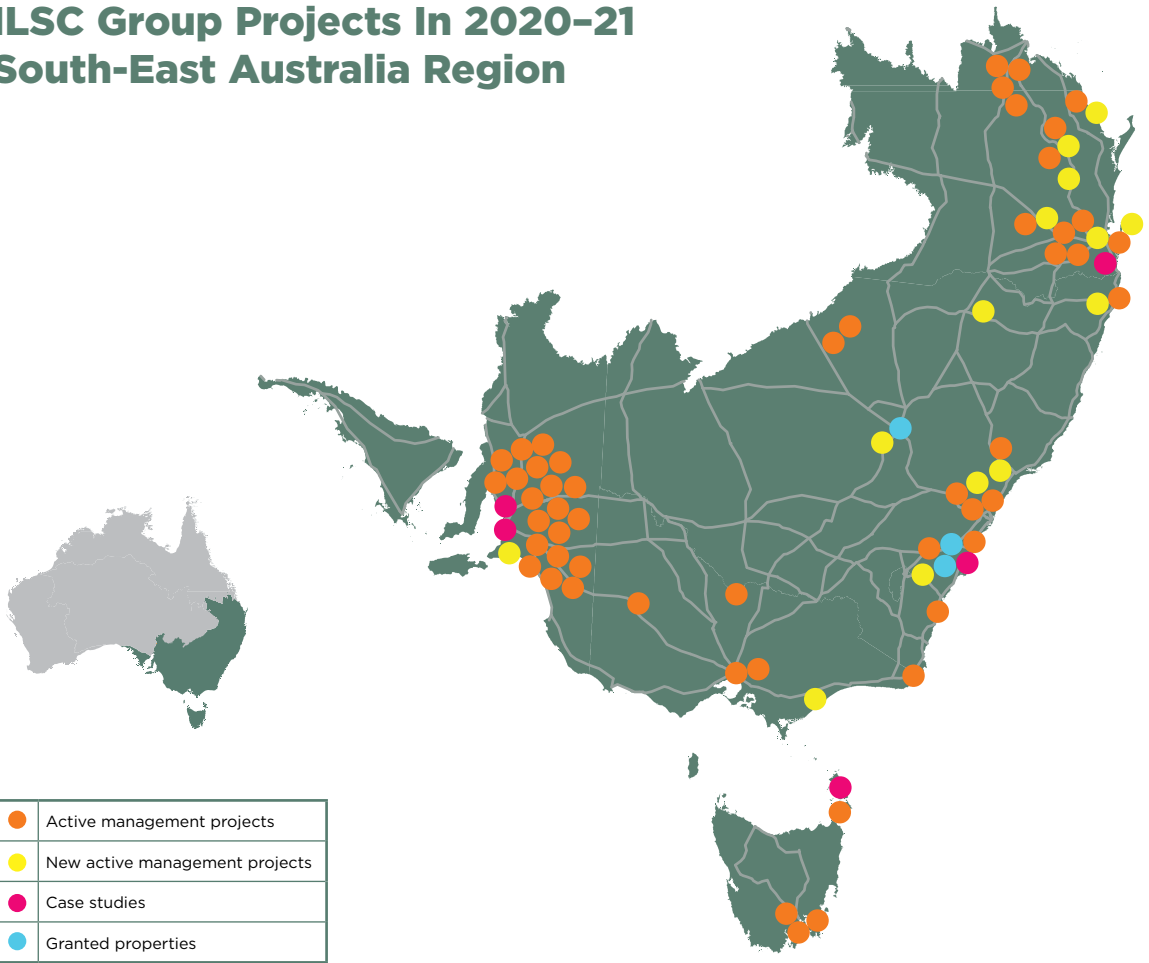 ILSC Group Projects In 2020–21
South-East Australia Region
Active management projects
New active management projects
Case studies
Granted properties